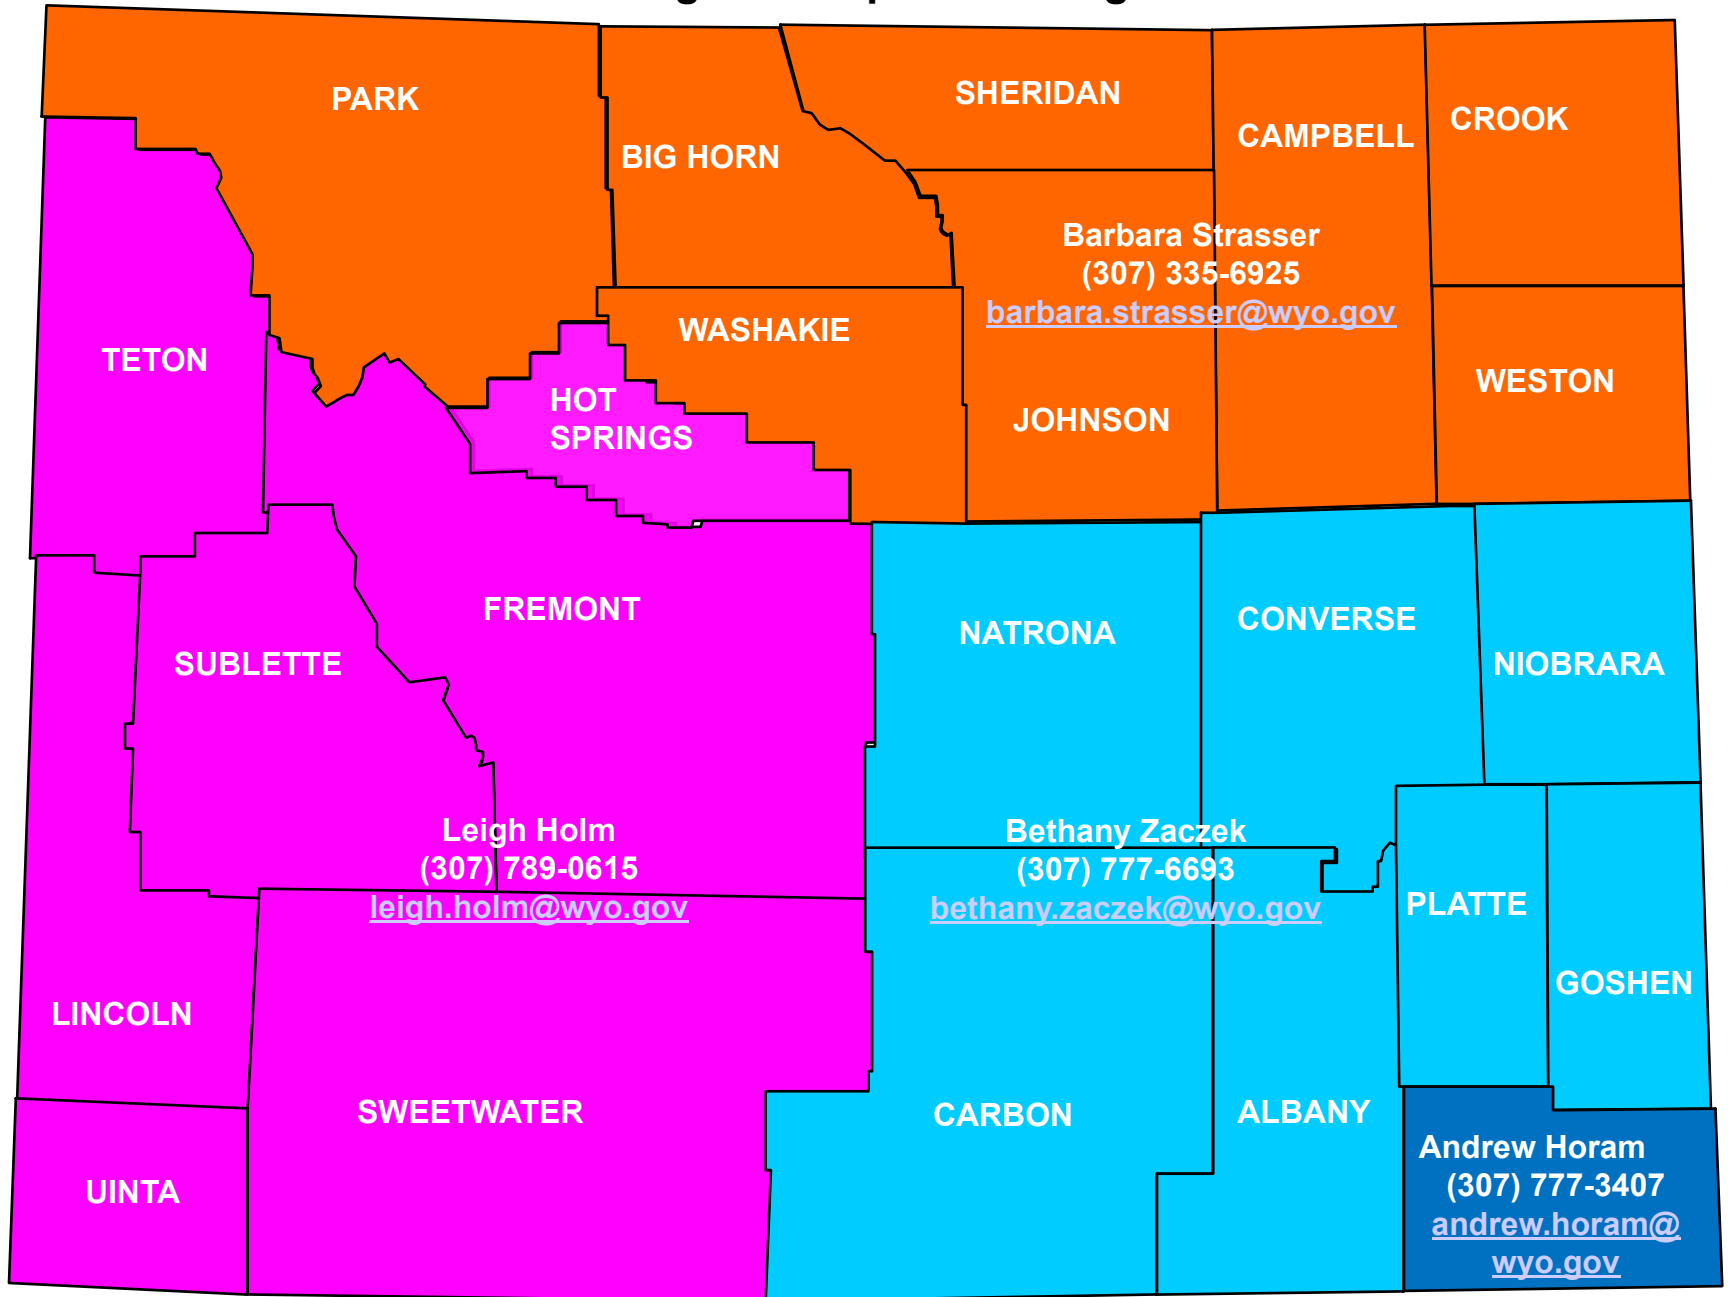 PARK
SHERIDAN
CAMPBELL
CROOK
BIG HORN
Barbara Strasser
(307) 335-6925
barbara.strasser@wyo.gov
WASHAKIE
TETON
WESTON
HOT
SPRINGS
JOHNSON
FREMONT
NATRONA
CONVERSE
SUBLETTE
NIOBRARA
Leigh Holm
(307) 789-0615
leigh.holm@wyo.gov
Bethany Zaczek
(307) 777-6693
bethany.zaczek@wyo.gov
PLATTE
GOSHEN
LINCOLN
SWEETWATER
CARBON
ALBANY
UINTA
Andrew Horam
(307) 777-3407
andrew.horam@
wyo.gov